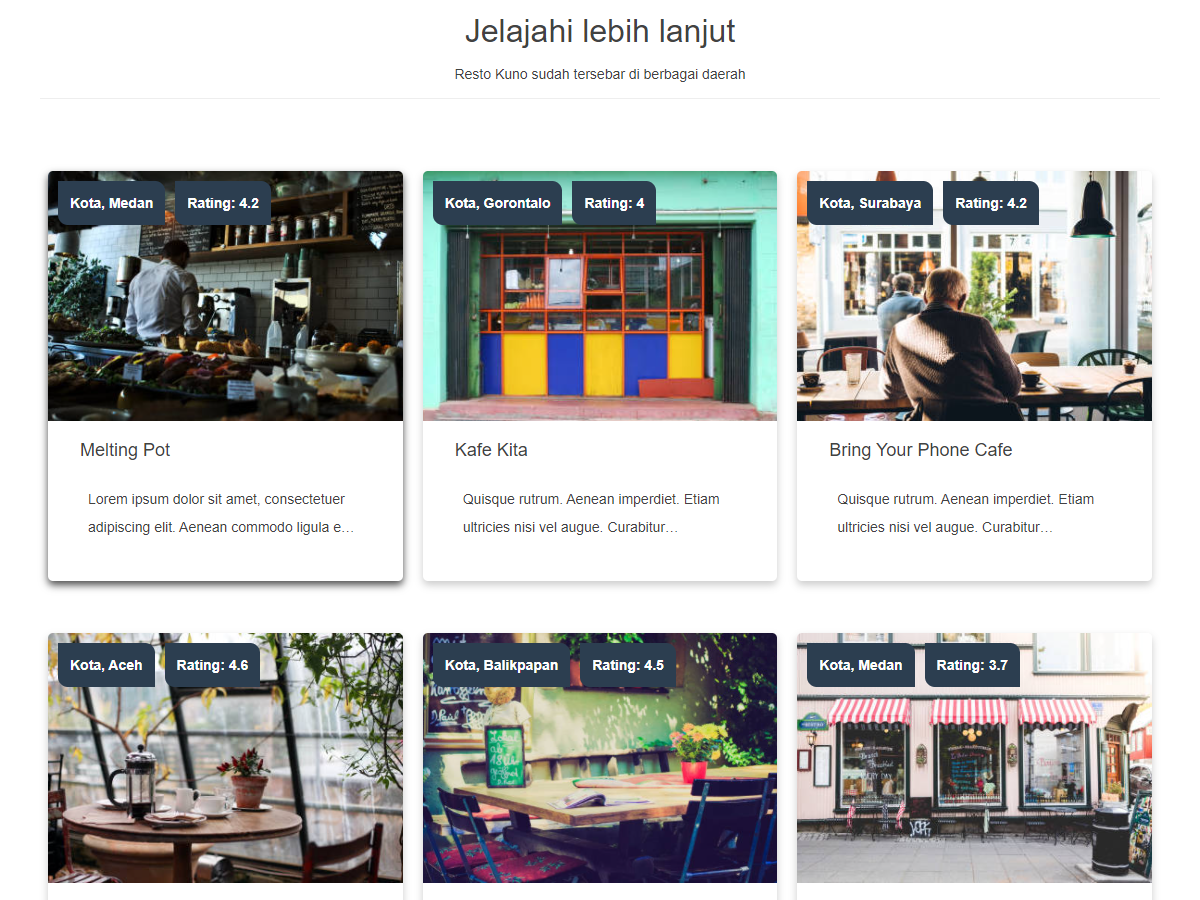 Jelajahi lebih lanjut
Resto Kuno sudah tersebar di berbagai daerah
Kota, Medan
Rating: 4.2
Kota, Gorontalo
Rating: 4
Kota, Surabaya
Rating: 4.2
Melting Pot
Lorem ipsum dolor sit amet, consectetuer
adipiscing elit. Aenean commodo ligula e…
Kafe Kita
Quisque rutrum. Aenean imperdiet. Etiam
ultricies nisi vel augue. Curabitur…
Bring Your Phone Cafe
Quisque rutrum. Aenean imperdiet. Etiam
ultricies nisi vel augue. Curabitur…
Kota, Aceh
Rating: 4.6
Kota, Balikpapan
Rating: 4.5
Kota, Medan
Rating: 3.7